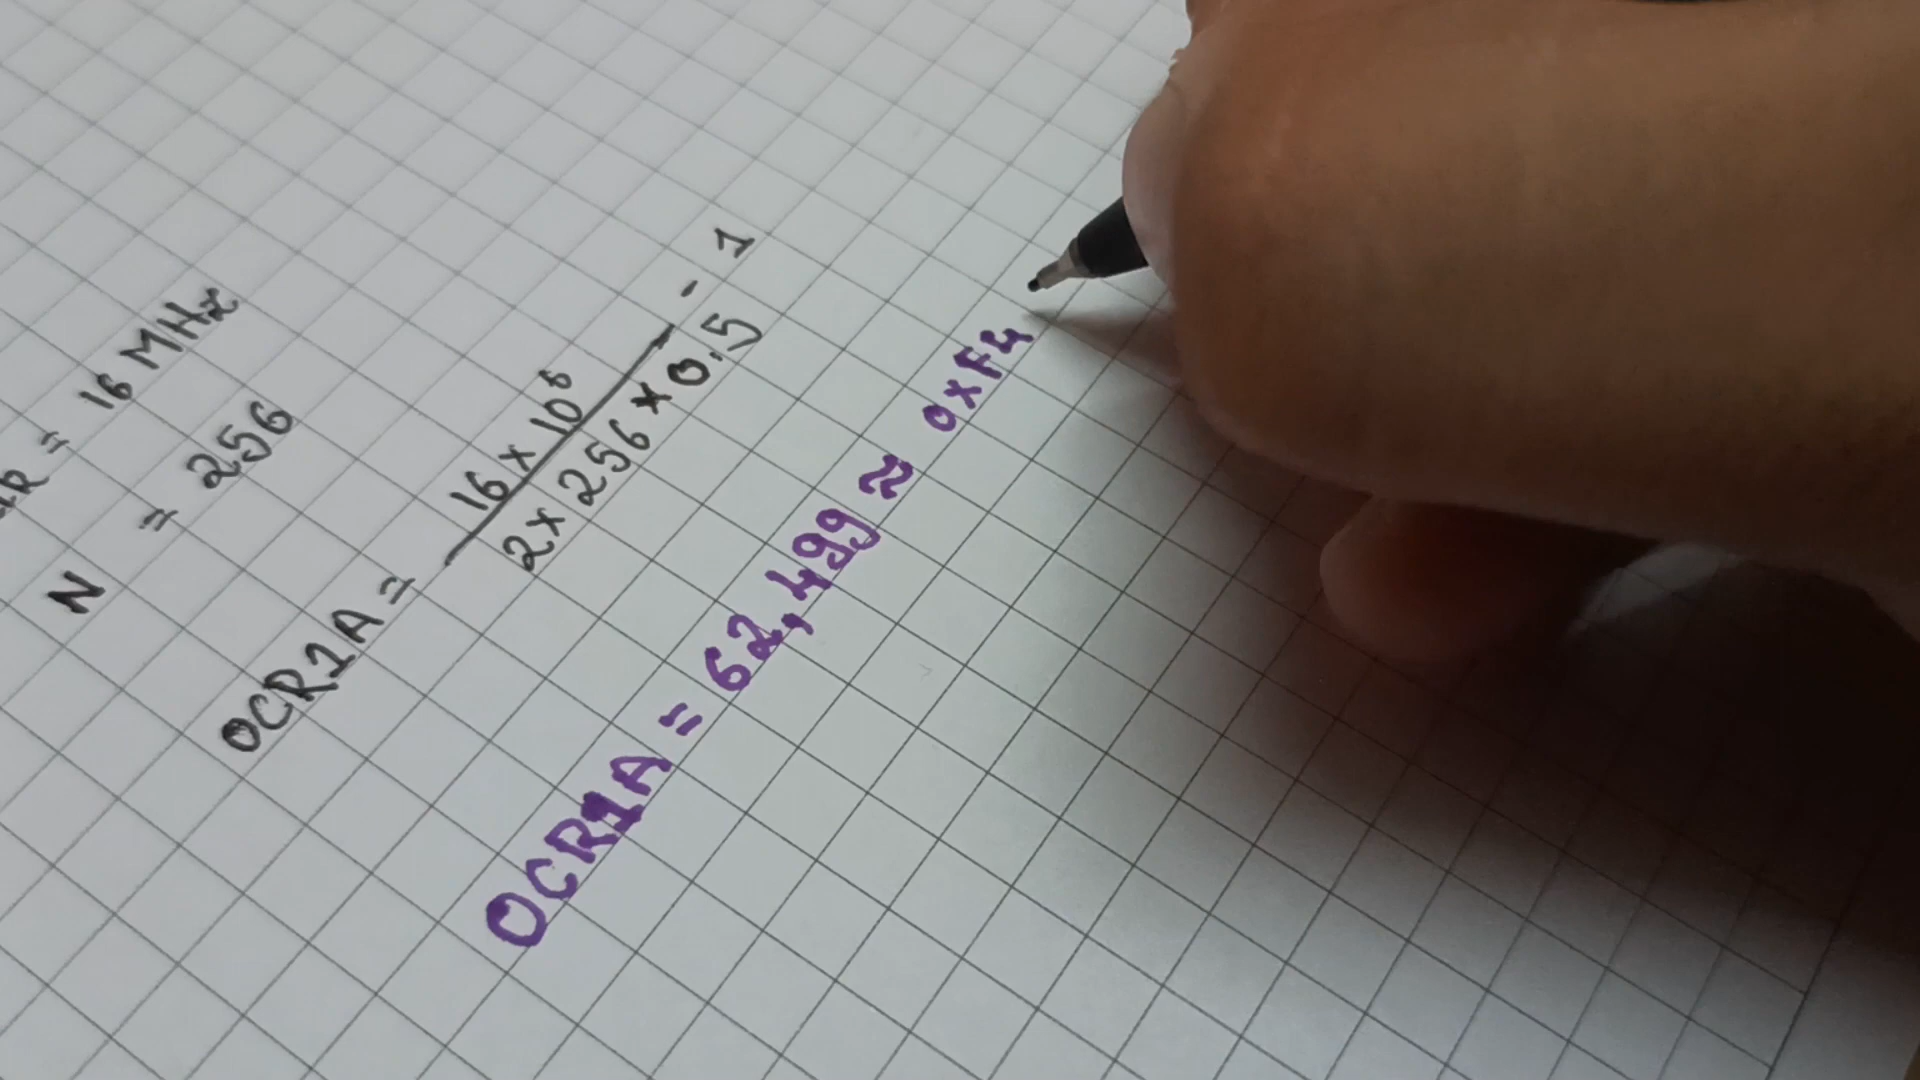 = 16 MHz
N = 256
OCR1A = 16 x 10⁶ / 2 x 256 x 0.5 - 1
OCR1A = 62,499 ≈ 0xF4